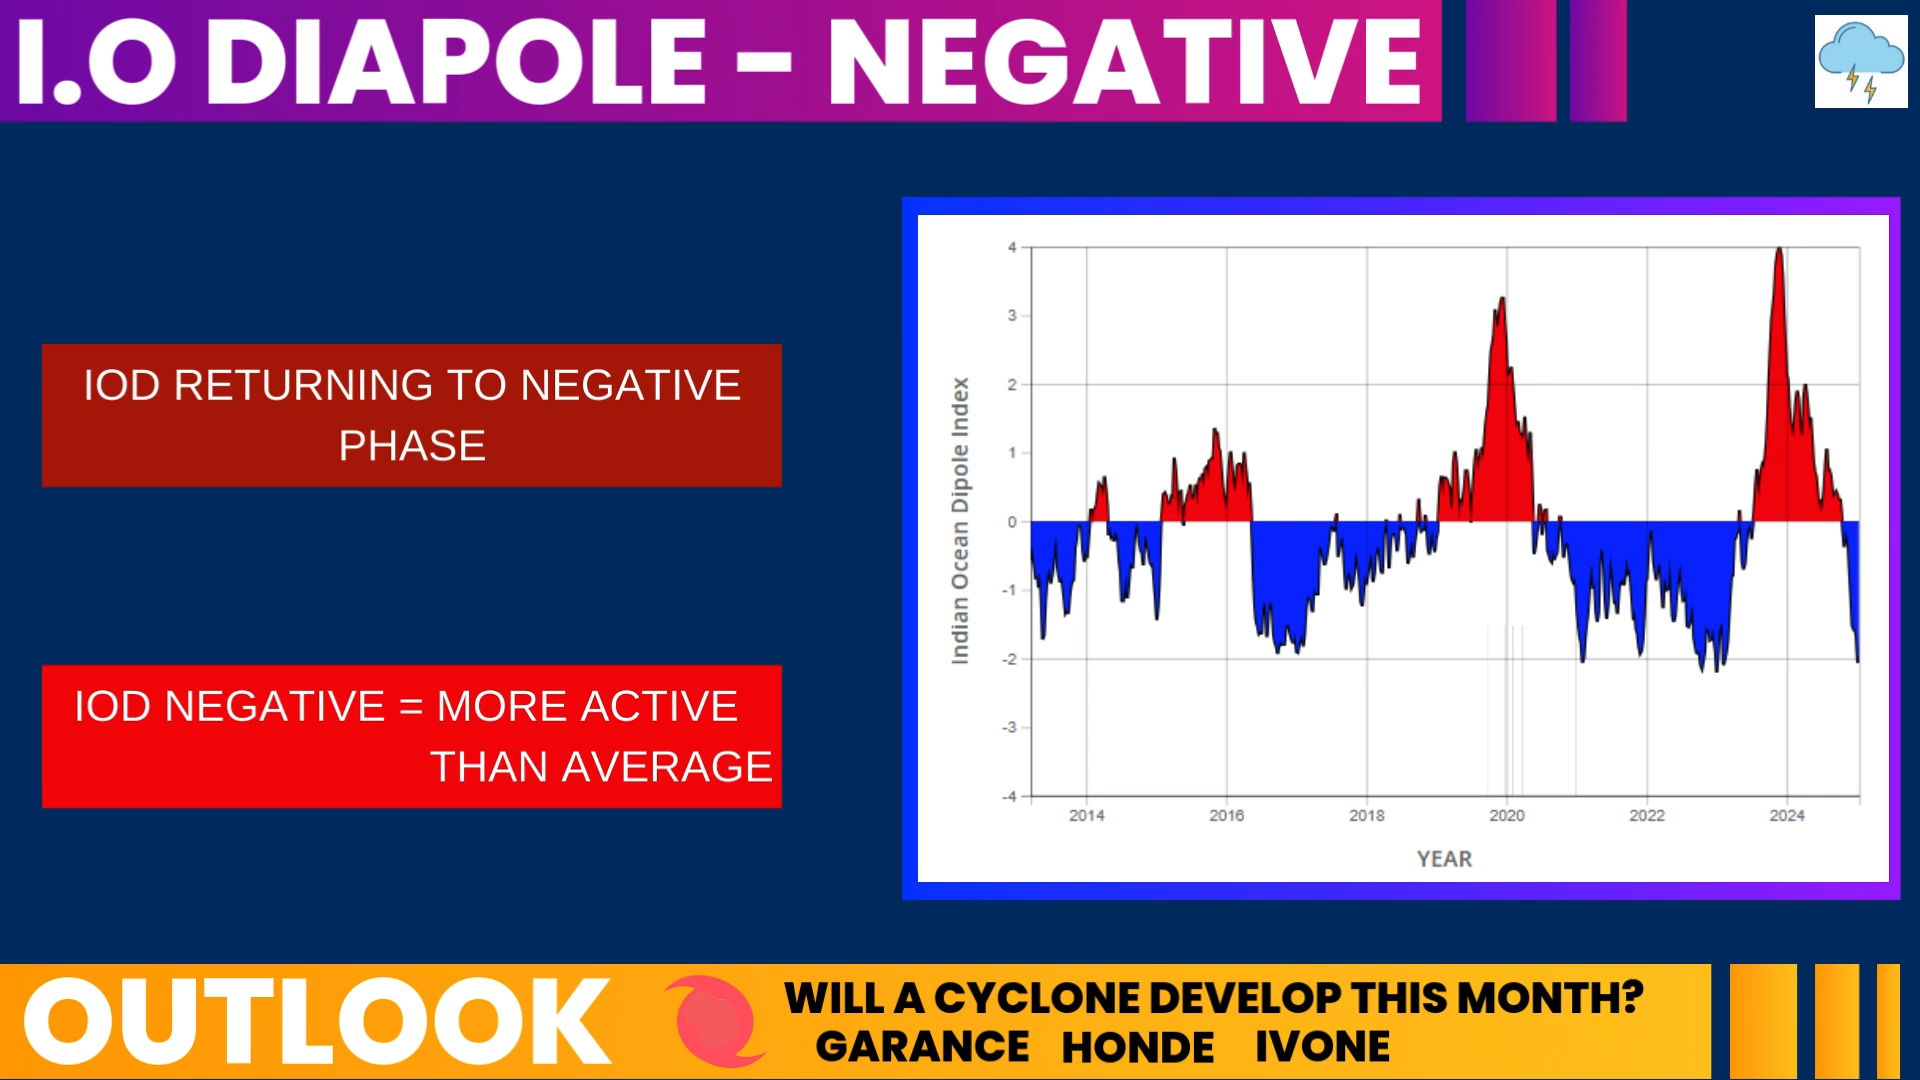 I.O DIAPOLE - NEGATIVE
IOD RETURNING TO NEGATIVE
PHASE
IOD NEGATIVE = MORE ACTIVE
THAN AVERAGE
Indian Ocean Dipole Index
4
3
2
1
0
-1
-2
-3
-4
2014 2016 2018 2020 2022 2024
YEAR
OUTLOOK
WILL A CYCLONE DEVELOP THIS MONTH?
GARANCE HONDE IVONE